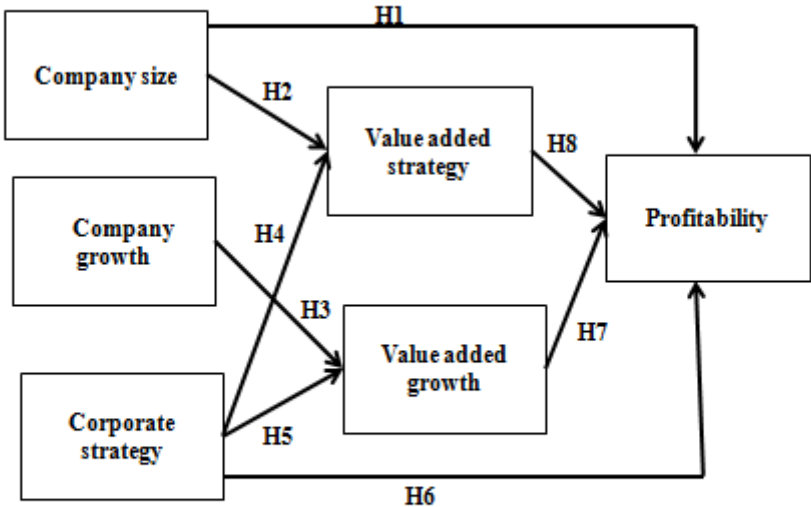 H1
Company size
H2
Value added
strategy
H8
Profitability
Company
growth
H4
H3
Value added
growth
H7
Corporate
strategy
H5
H6